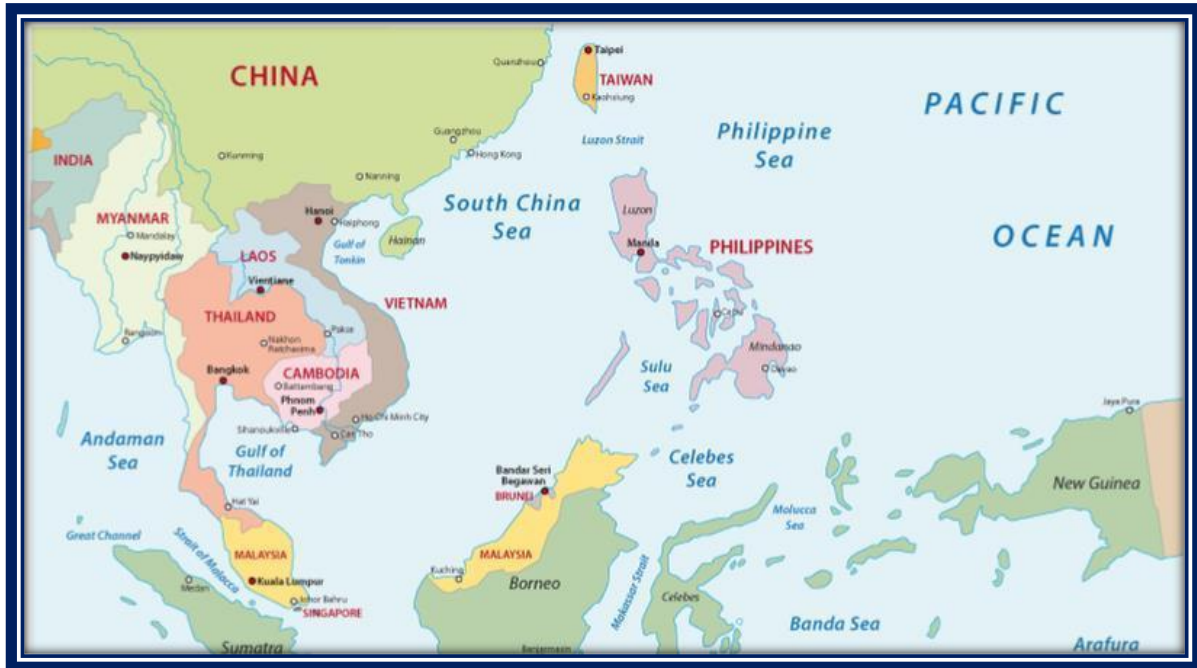 Taipei
Quanzhou
TAIWAN
CHINA
Kaohsiung
PACIFIC
Guangzhou
Luzon Strait
Philippine
Sea
INDIA
Kunming
Hong Kong
Nanning
South China
Sea
MYANMAR
Hanoi
Haiphong
Luzon
OCEAN
Mandalay
Gulf of
Tonkin
Hainan
Manda
PHILIPPINES
Naypyidaw
LAOS
Vientiane
VIETNAM
THAILAND
Pakse
Cebu
Rangoon
Nakhon
Ratchasima
Mindanao
Bangkok
CAMBODIA
Battambang
Sulu
Sea
Davao
Phnom
Penh
Ho Chi Minh City
Jaya Pura
Sihanoukville
Can Tho
Andaman
Sea
Gulf of
Thailand
Celebes
Sea
Bandar Seri
Begawan
BRUNEI
New Guinea
Hat Yai
Molucca
Sea
Great Channel
Strait of Malacca
MALAYSIA
MALAYSIA
Kuching
Kuala Lumpur
Medan
Borneo
Makassar Strait
Celebes
Johor Bahru
SINGAPORE
Banda Sea
Sumatra
Banjarmasin
Arafura